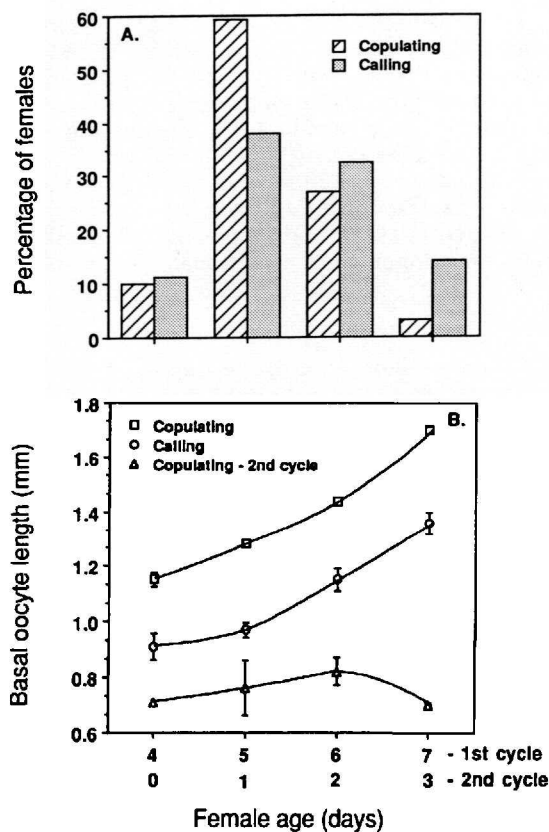 A.
Copulating
Calling
60
50
40
30
20
10
0
Percentage of females
B.
Copulating
Calling
Copulating - 2nd cycle
1.8
1.6
1.4
1.2
1.0
0.8
0.6
Basal oocyte length (mm)
4 5 6 7 - 1st cycle
0 1 2 3 - 2nd cycle
Female age (days)